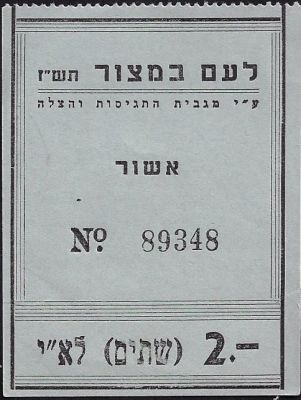 לעם במצור תש"ז
ע"י מגבית התגיסות והצלה
אשור
No 89348
2.– (שתים) לא"י